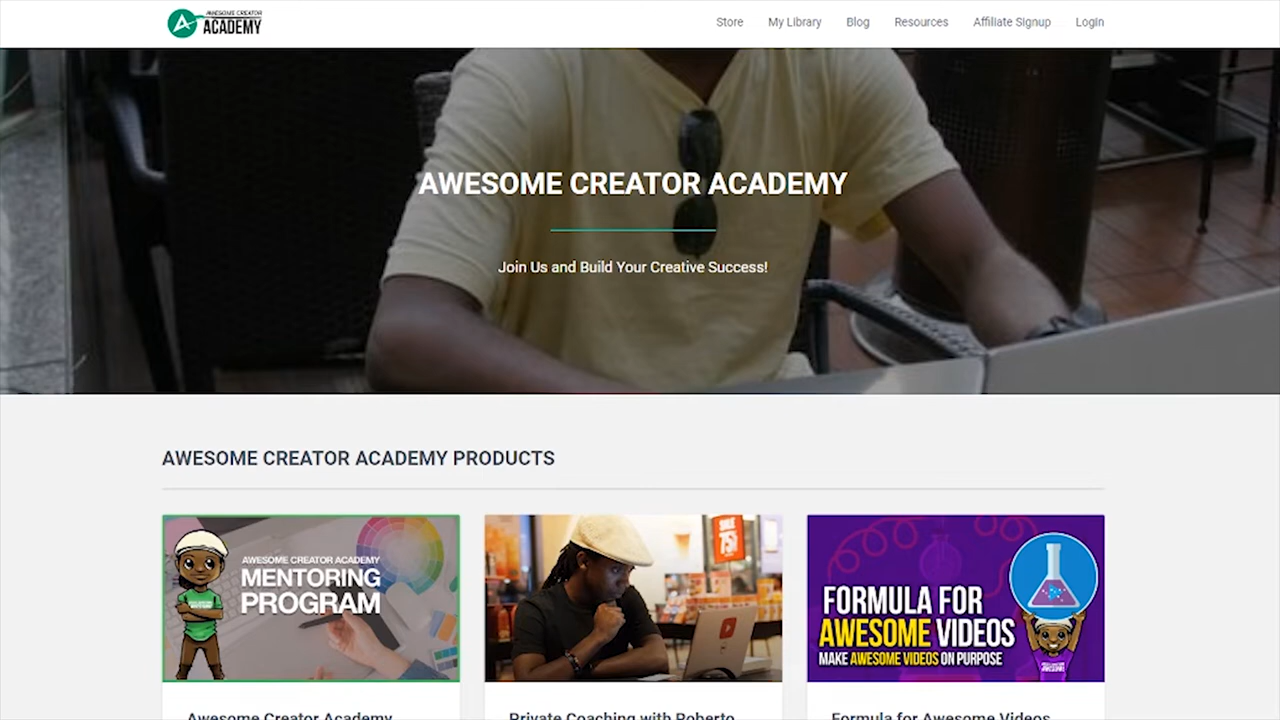 AWESOME CREATOR
ACADEMY
Store My Library Blog Resources Affiliate Signup Login
AWESOME CREATOR ACADEMY
Join Us and Build Your Creative Success!
AWESOME CREATOR ACADEMY PRODUCTS
AWESOME CREATOR ACADEMY
MENTORING
PROGRAM
SALE
75%
FORMULA FOR
AWESOME VIDEOS
MAKE AWESOME VIDEOS ON PURPOSE
Awesome Creator Academy
Private Coaching with Roberto
Formula for Awesome Videos